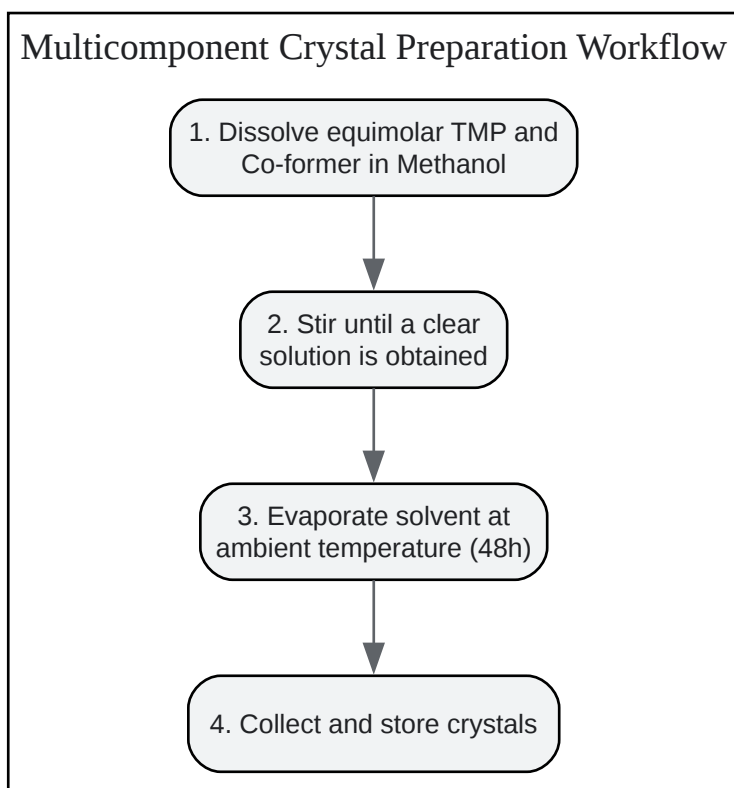 Multicomponent Crystal Preparation Workflow
1. Dissolve equimolar TMP and
Co-former in Methanol
2. Stir until a clear
solution is obtained
3. Evaporate solvent at
ambient temperature (48h)
4. Collect and store crystals